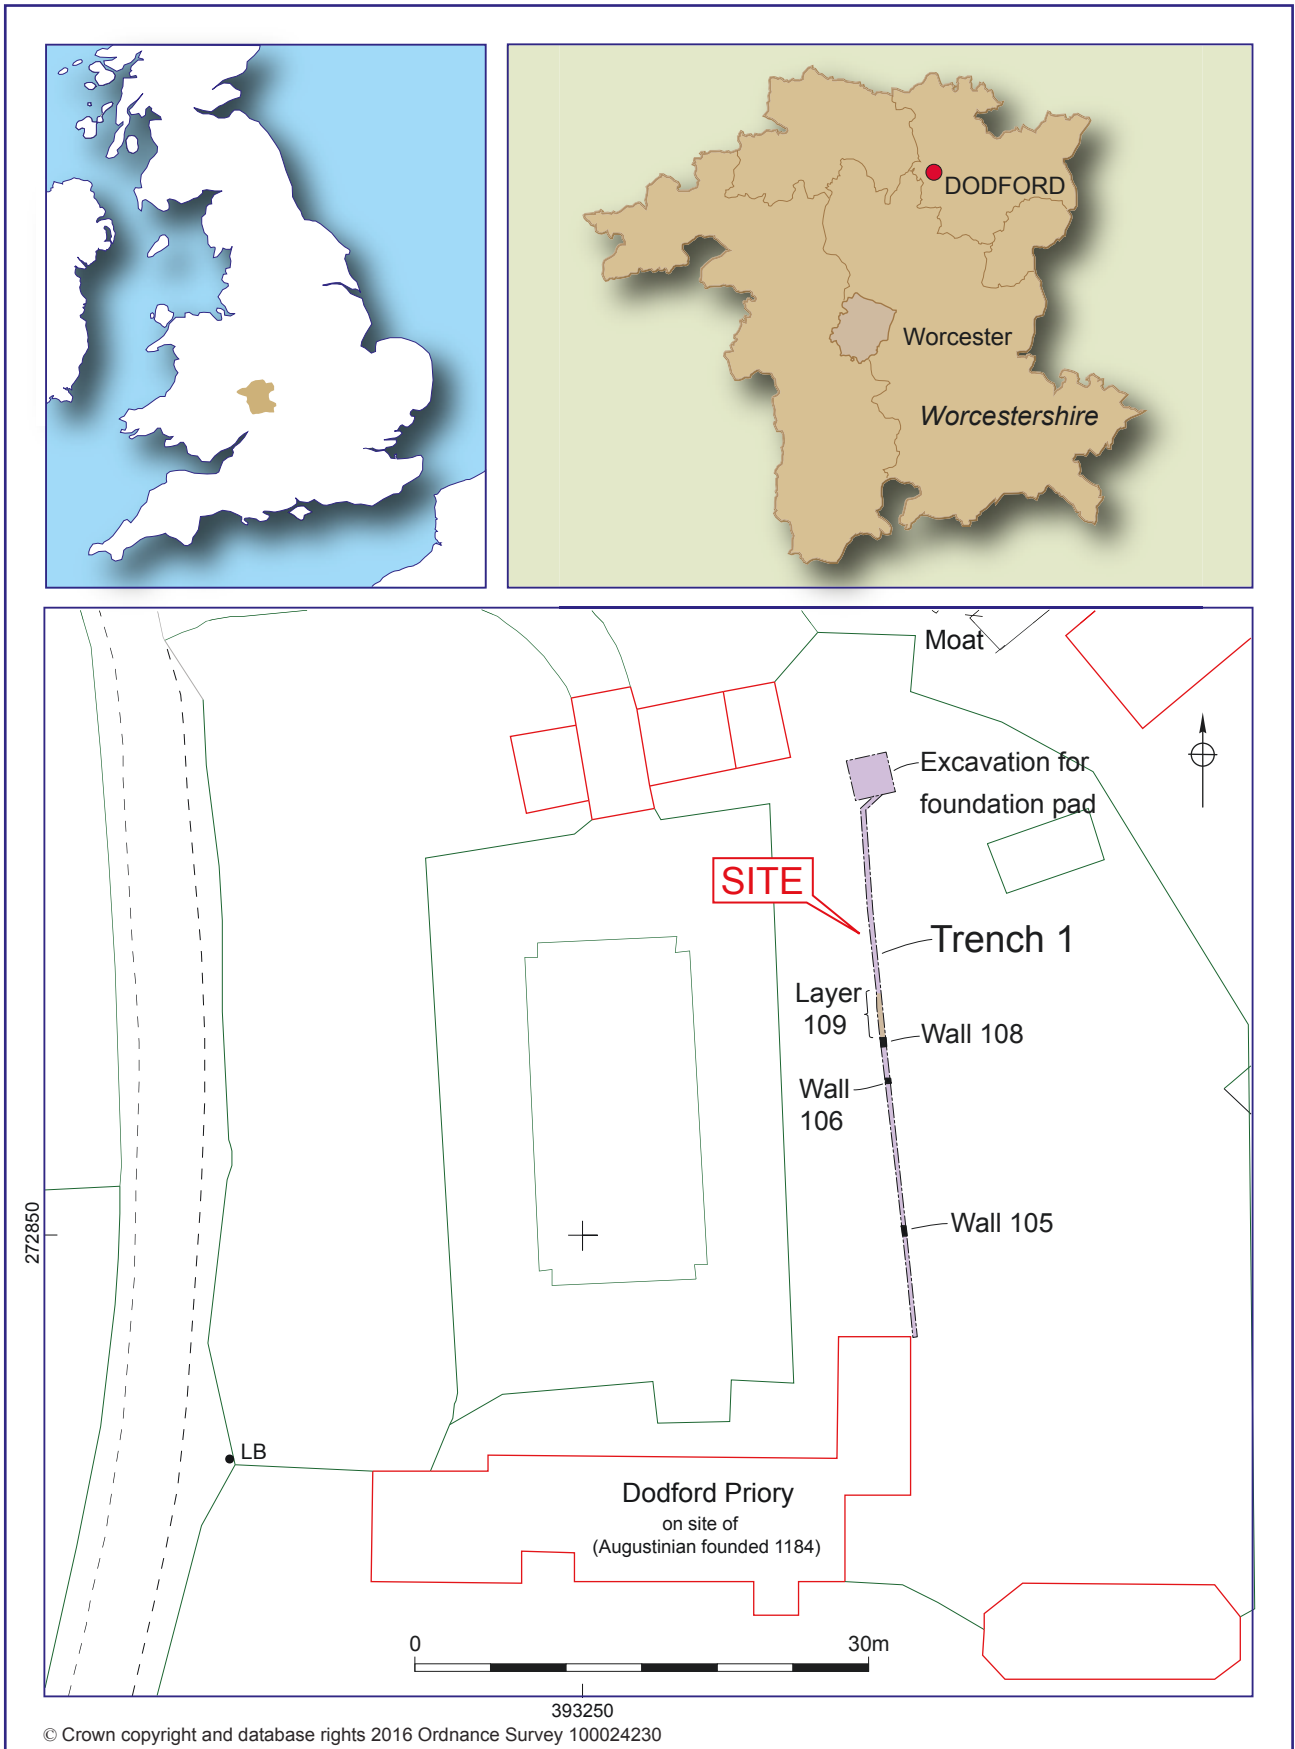 DODFORD
Worcester
Worcestershire
Moat
Excavation for
foundation pad
SITE
Trench 1
Layer
109
Wall 108
Wall
106
Wall 105
272850
LB
Dodford Priory
on site of
(Augustinian founded 1184)
0 30m
393250
© Crown copyright and database rights 2016 Ordnance Survey 100024230